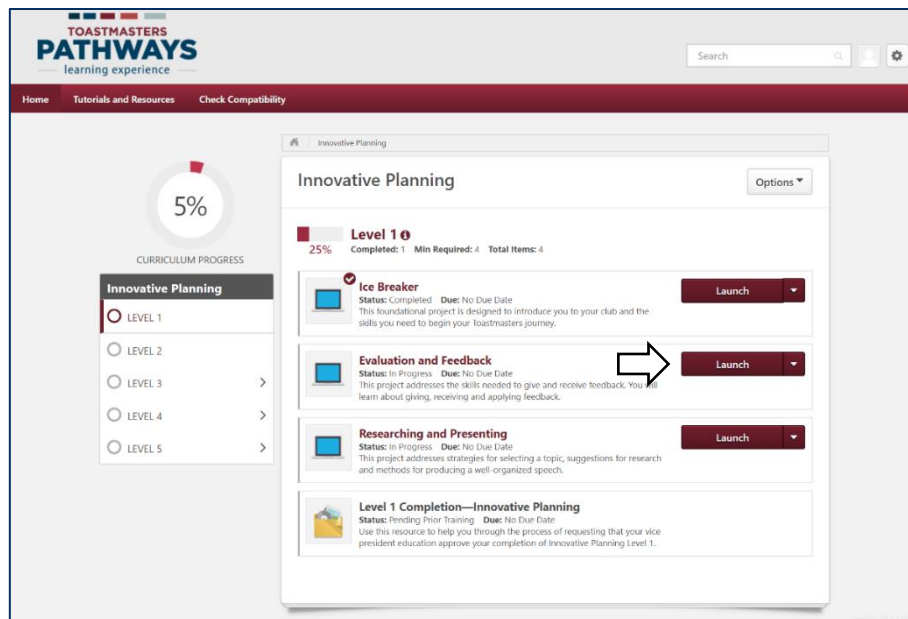 TOASTMASTERS
PATHWAYS
learning experience
Search
Home Tutorials and Resources Check Compatibility
Innovative Planning
5%
CURRICULUM PROGRESS
Innovative Planning
LEVEL 1
LEVEL 2
LEVEL 3
LEVEL 4
LEVEL 5
Innovative Planning
Options
Level 1
25% Completed: 1 Min Required: 4 Total Items: 4
Ice Breaker
Status: Completed Due: No Due Date
This foundational project is designed to introduce you to your club and the
skills you need to begin your Toastmasters journey.
Launch
Evaluation and Feedback
Status: In Progress Due: No Due Date
This project addresses the skills needed to give and receive feedback. You will
learn about giving, receiving and applying feedback.
Launch
Researching and Presenting
Status: In Progress Due: No Due Date
This project addresses strategies for selecting a topic, suggestions for research
and methods for producing a well-organized speech.
Launch
Level 1 Completion—Innovative Planning
Status: Pending Prior Training Due: No Due Date
Use this resource to help you through the process of requesting that your vice
president education approve your completion of Innovative Planning Level 1.